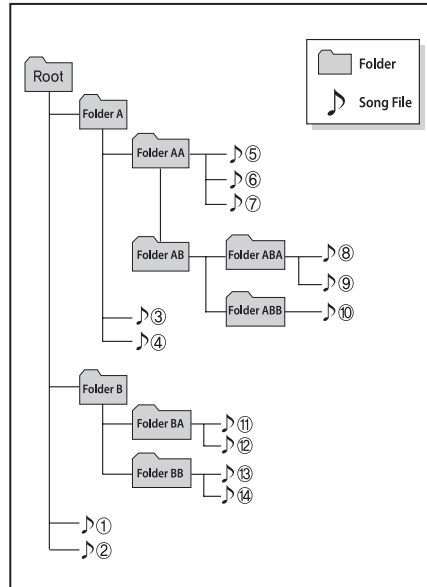 Root
Folder
Song File
Folder A
Folder AA
♪⑤
♪⑥
♪⑦
Folder AB
Folder ABA
♪⑧
♪⑨
Folder ABB
♪⑩
♪③
♪④
Folder B
Folder BA
♪⑪
♪⑫
Folder BB
♪⑬
♪⑭
♪①
♪②